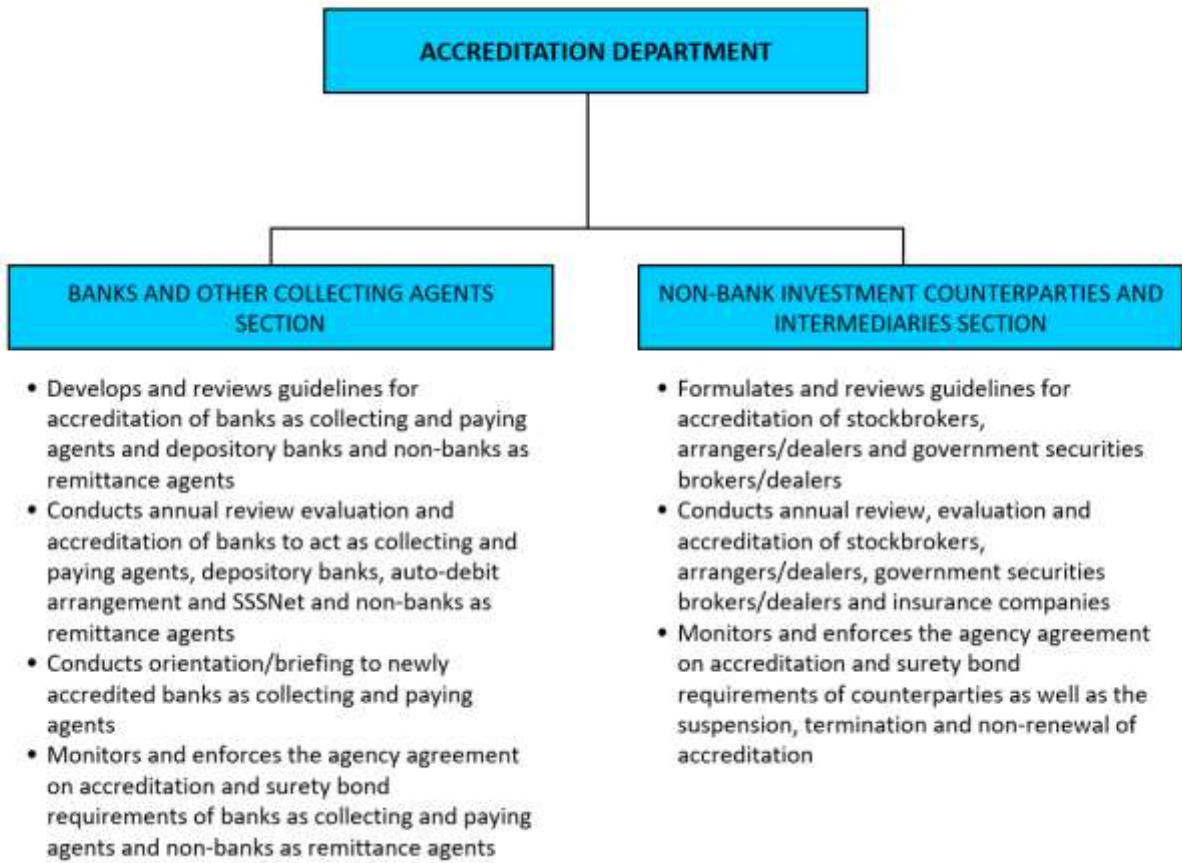 ACCREDITATION DEPARTMENT
BANKS AND OTHER COLLECTING AGENTS
SECTION
• Develops and reviews guidelines for
accreditation of banks as collecting and paying
agents and depository banks and non-banks as
remittance agents
• Conducts annual review evaluation and
accreditation of banks to act as collecting and
paying agents, depository banks, auto-debit
arrangement and SSSNet and non-banks as
remittance agents
• Conducts orientation/briefing to newly
accredited banks as collecting and paying
agents
• Monitors and enforces the agency agreement
on accreditation and surety bond
requirements of banks as collecting and paying
agents and non-banks as remittance agents
NON-BANK INVESTMENT COUNTERPARTIES AND
INTERMEDIARIES SECTION
• Formulates and reviews guidelines for
accreditation of stockbrokers,
arrangers/dealers and government securities
brokers/dealers
• Conducts annual review, evaluation and
accreditation of stockbrokers,
arrangers/dealers, government securities
brokers/dealers and insurance companies
• Monitors and enforces the agency agreement
on accreditation and surety bond
requirements of counterparties as well as the
suspension, termination and non-renewal of
accreditation